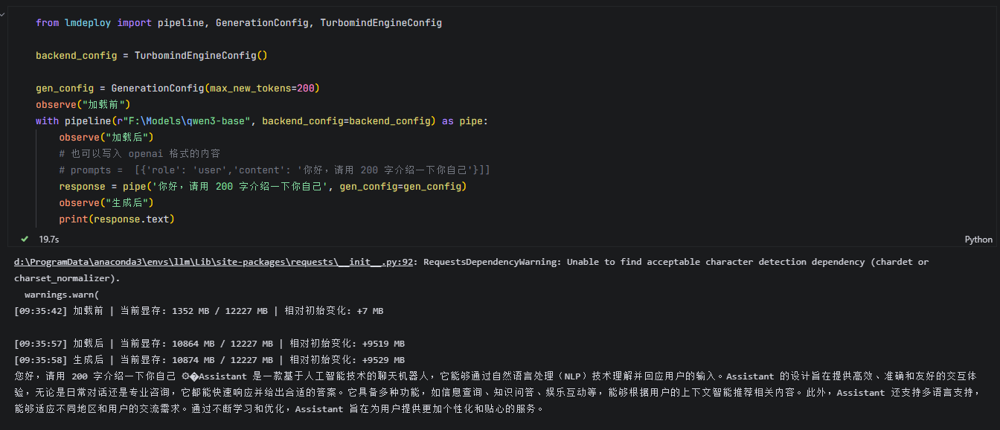 from lmdeploy import pipeline, GenerationConfig, TurbomindEngineConfig
backend_config = TurbomindEngineConfig()
gen_config = GenerationConfig(max_new_tokens=200)
observe("加载前")
with pipeline(r"F:\Models\qwen3-base", backend_config=backend_config) as pipe:
    observe("加载后")
    # 也可以写入 openai 格式的内容
    # prompts =  [{'role': 'user','content': '你好，请用 200 字介绍一下你自己'}]]
    response = pipe('你好，请用 200 字介绍一下你自己', gen_config=gen_config)
    observe("生成后")
    print(response.text)
19.7s Python
d:\ProgramData\anaconda3\envs\llm\Lib\site-packages\requests\__init__.py:92: RequestsDependencyWarning: Unable to find acceptable character detection dependency (chardet or
charset_normalizer).
  warnings.warn(
[09:35:42] 加载前 | 当前显存: 1352 MB / 12227 MB | 相对初始变化: +7 MB
[09:35:57] 加载后 | 当前显存: 10864 MB / 12227 MB | 相对初始变化: +9519 MB
[09:35:58] 生成后 | 当前显存: 10874 MB / 12227 MB | 相对初始变化: +9529 MB
您好，请用 200 字介绍一下你自己 ⚙�Assistant 是一款基于人工智能技术的聊天机器人，它能够通过自然语言处理（NLP）技术理解并回应用户的输入。Assistant 的设计旨在提供高效、准确和友好的交互体
验，无论是日常对话还是专业咨询，它都能快速响应并给出合适的答案。它具备多种功能，如信息查询、知识问答、娱乐互动等，能够根据用户的上下文智能推荐相关内容。此外，Assistant 还支持多语言支持，
能够适应不同地区和用户的交流需求。通过不断学习和优化，Assistant 旨在为用户提供更加个性化和贴心的服务。